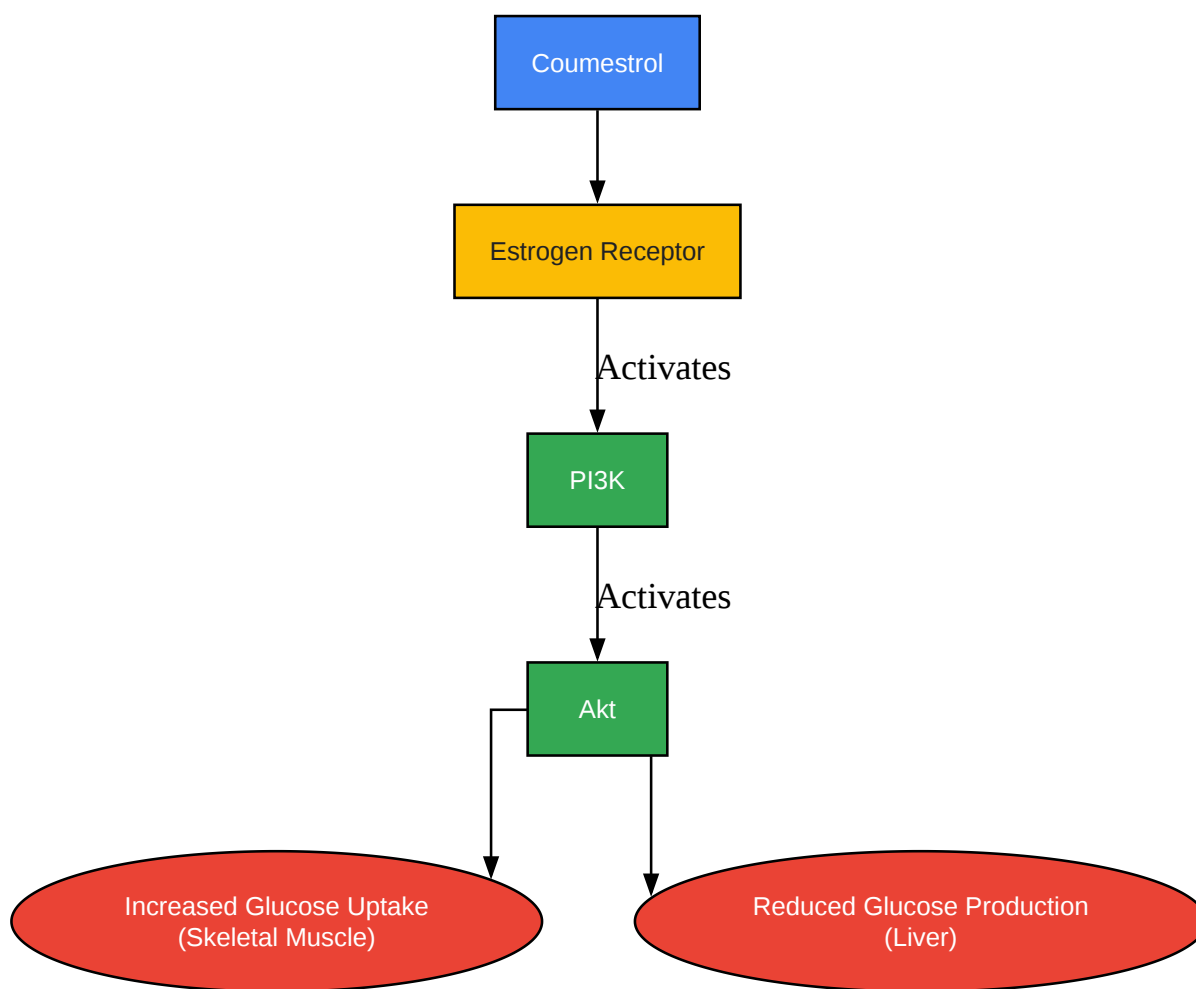 Coumestrol
Estrogen Receptor
Activates
PI3K
Activates
Akt
Increased Glucose Uptake
(Skeletal Muscle)
Reduced Glucose Production
(Liver)